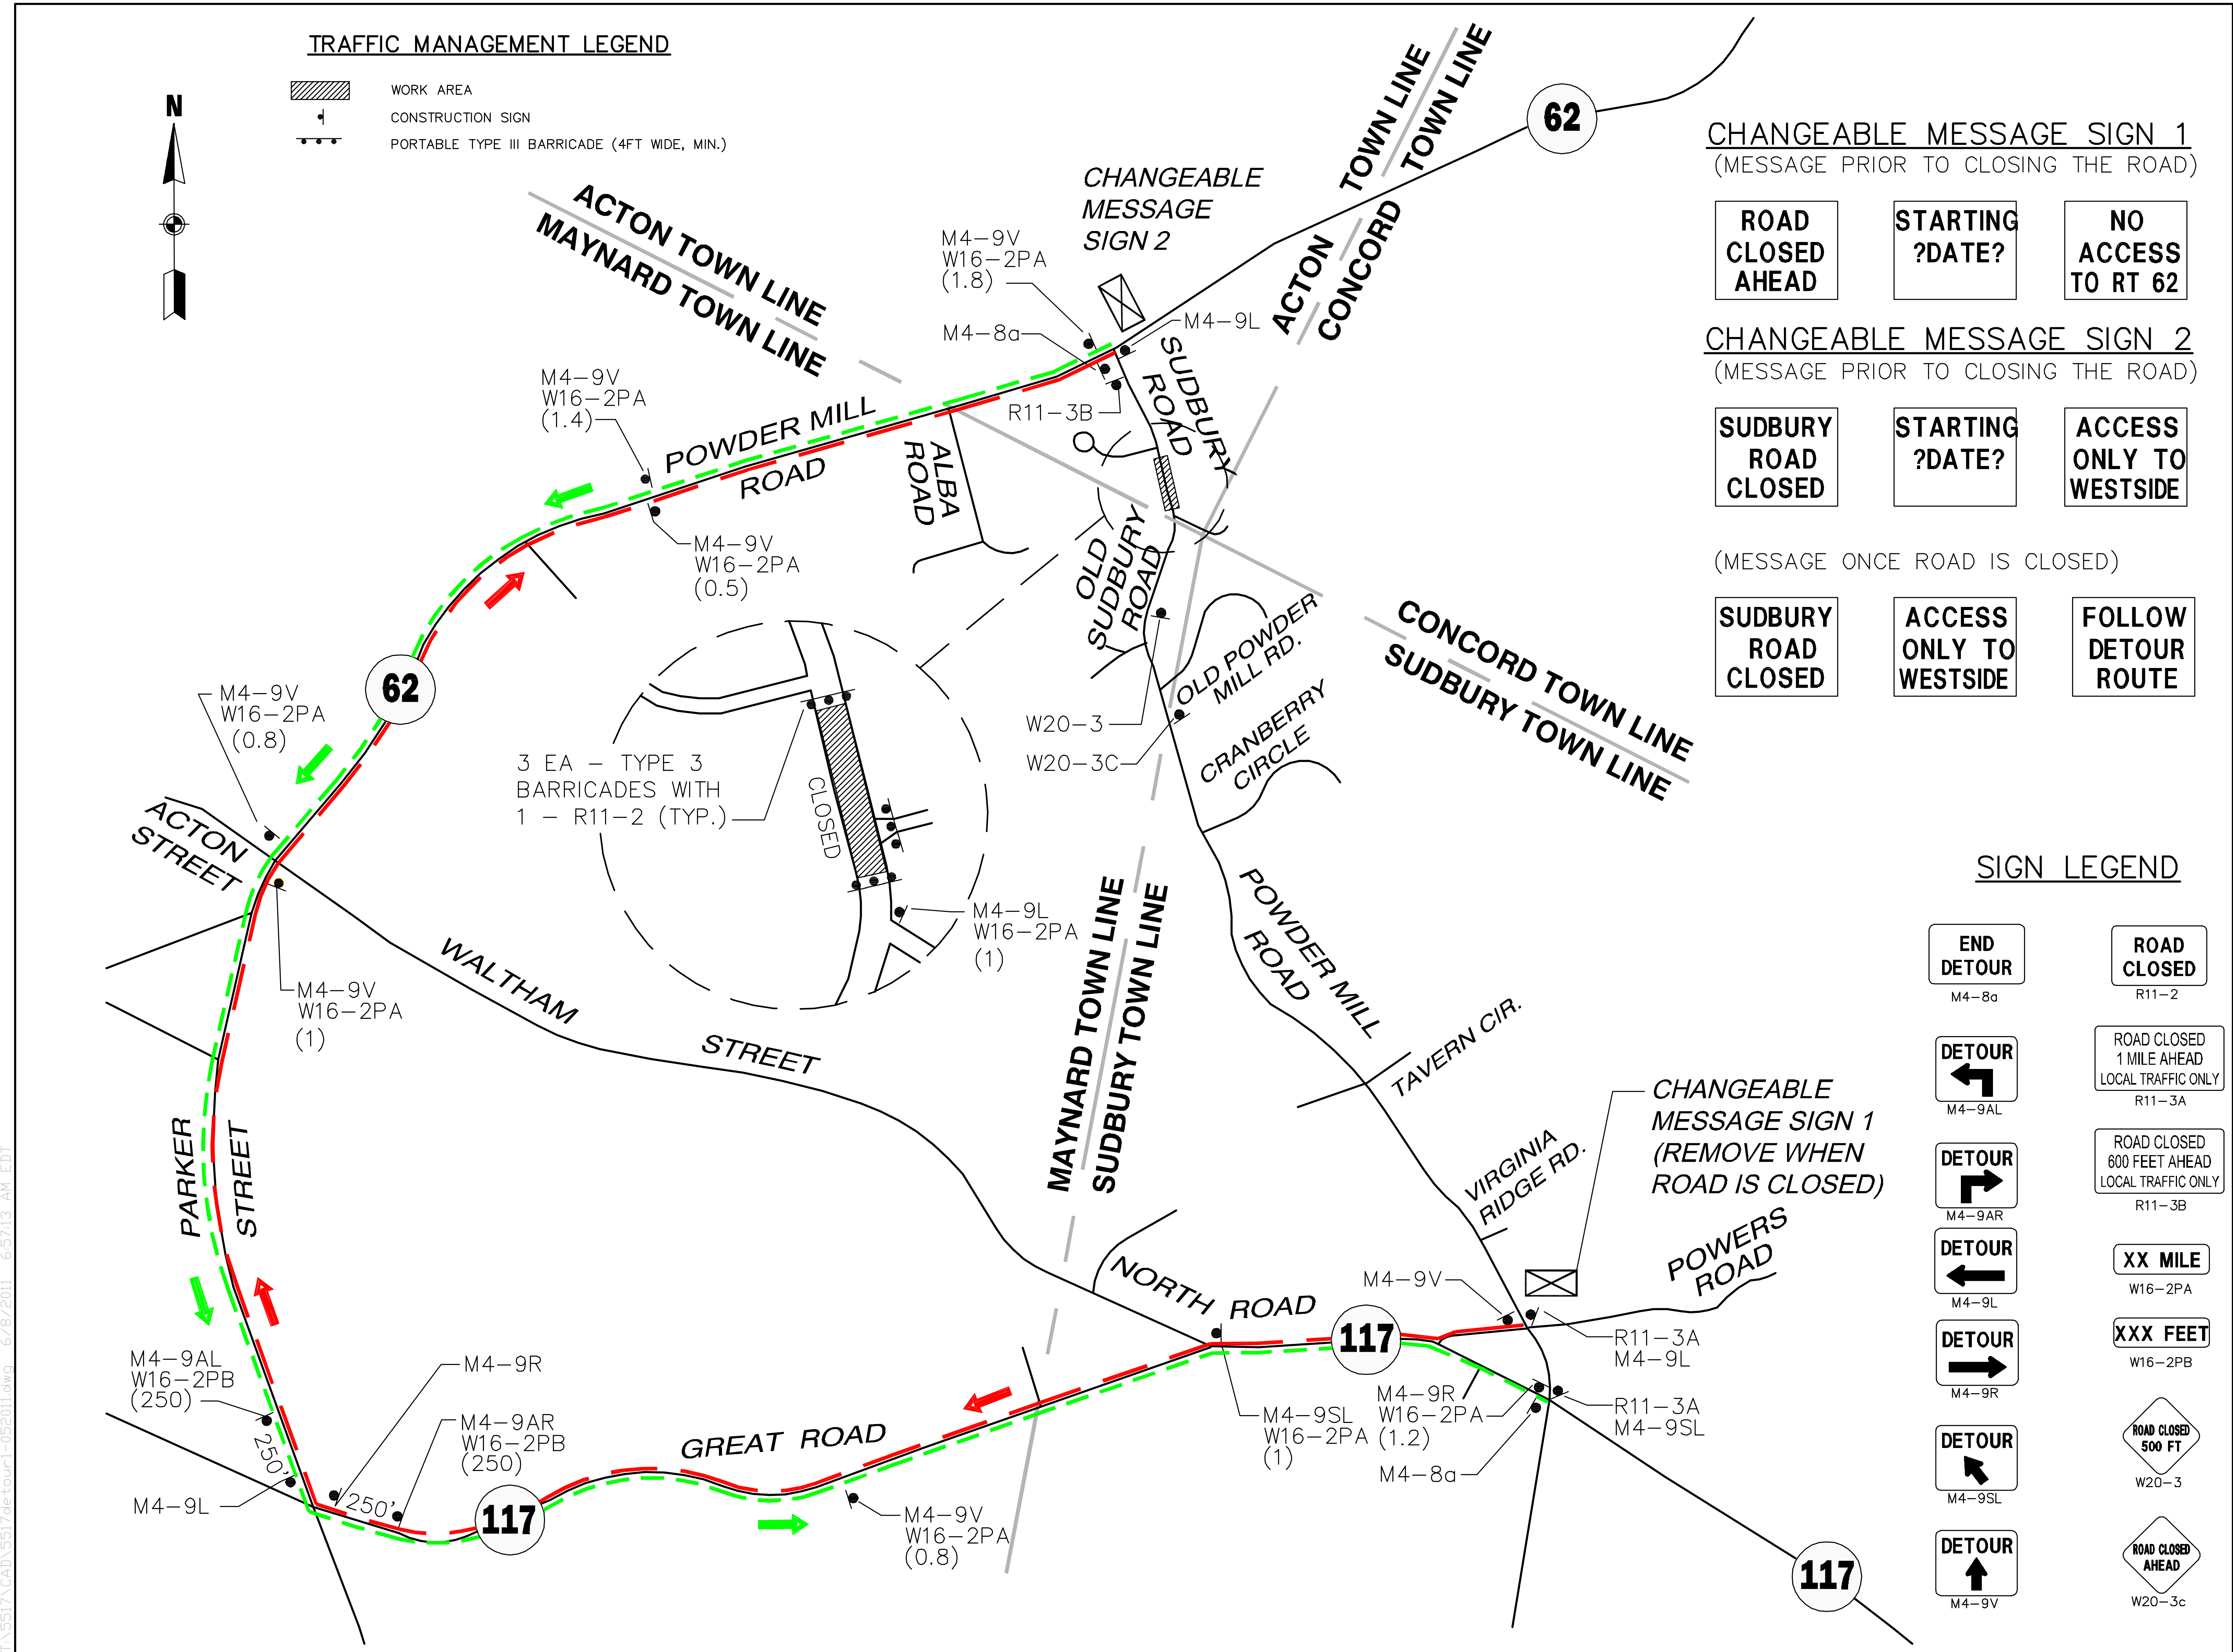 TRAFFIC MANAGEMENT LEGEND
WORK AREA
CONSTRUCTION SIGN
PORTABLE TYPE III BARRICADE (4FT WIDE, MIN.)
N
ACTON TOWN LINE
MAYNARD TOWN LINE
CHANGEABLE
MESSAGE
SIGN 2
M4-9V
W16-2PA
(1.8)
M4-8a
M4-9L
R11-3B
ACTON TOWN LINE
CONCORD TOWN LINE
62
M4-9V
W16-2PA
(1.4)
POWDER MILL
ROAD
ALBA
ROAD
SUDBURY
ROAD
M4-9V
W16-2PA
(0.5)
OLD
SUDBURY
ROAD
OLD POWDER
MILL RD.
CRANBERRY
CIRCLE
W20-3
W20-3C
CONCORD TOWN LINE
SUDBURY TOWN LINE
62
M4-9V
W16-2PA
(0.8)
3 EA - TYPE 3
BARRICADES WITH
1 - R11-2 (TYP.)
CLOSED
M4-9L
W16-2PA
(1)
ACTON
STREET
M4-9V
W16-2PA
(1)
WALTHAM
STREET
MAYNARD TOWN LINE
SUDBURY TOWN LINE
POWDER MILL
ROAD
TAVERN CIR.
VIRGINIA
RIDGE RD.
CHANGEABLE
MESSAGE SIGN 1
(REMOVE WHEN
ROAD IS CLOSED)
POWERS
ROAD
PARKER
STREET
NORTH ROAD
M4-9V
117
R11-3A
M4-9L
R11-3A
M4-9SL
M4-9R
W16-2PA
(1.2)
M4-8a
M4-9SL
W16-2PA
(1)
M4-9AL
W16-2PB
(250)
250'
M4-9L
M4-9R
M4-9AR
W16-2PB
(250)
250'
117
GREAT ROAD
M4-9V
W16-2PA
(0.8)
117
CHANGEABLE MESSAGE SIGN 1
(MESSAGE PRIOR TO CLOSING THE ROAD)
ROAD
CLOSED
AHEAD
STARTING
?DATE?
NO
ACCESS
TO RT 62
CHANGEABLE MESSAGE SIGN 2
(MESSAGE PRIOR TO CLOSING THE ROAD)
SUDBURY
ROAD
CLOSED
STARTING
?DATE?
ACCESS
ONLY TO
WESTSIDE
(MESSAGE ONCE ROAD IS CLOSED)
SUDBURY
ROAD
CLOSED
ACCESS
ONLY TO
WESTSIDE
FOLLOW
DETOUR
ROUTE
SIGN LEGEND
END
DETOUR
M4-8a
ROAD
CLOSED
R11-2
DETOUR
M4-9AL
ROAD CLOSED
1 MILE AHEAD
LOCAL TRAFFIC ONLY
R11-3A
DETOUR
M4-9AR
ROAD CLOSED
600 FEET AHEAD
LOCAL TRAFFIC ONLY
R11-3B
DETOUR
M4-9L
XX MILE
W16-2PA
DETOUR
M4-9R
XXX FEET
W16-2PB
DETOUR
M4-9SL
ROAD CLOSED
500 FT
W20-3
DETOUR
M4-9V
ROAD CLOSED
AHEAD
W20-3c
T:\5517\CAD\5517detour1-052011.dwg 6/8/2011 6:57:13 AM EDT